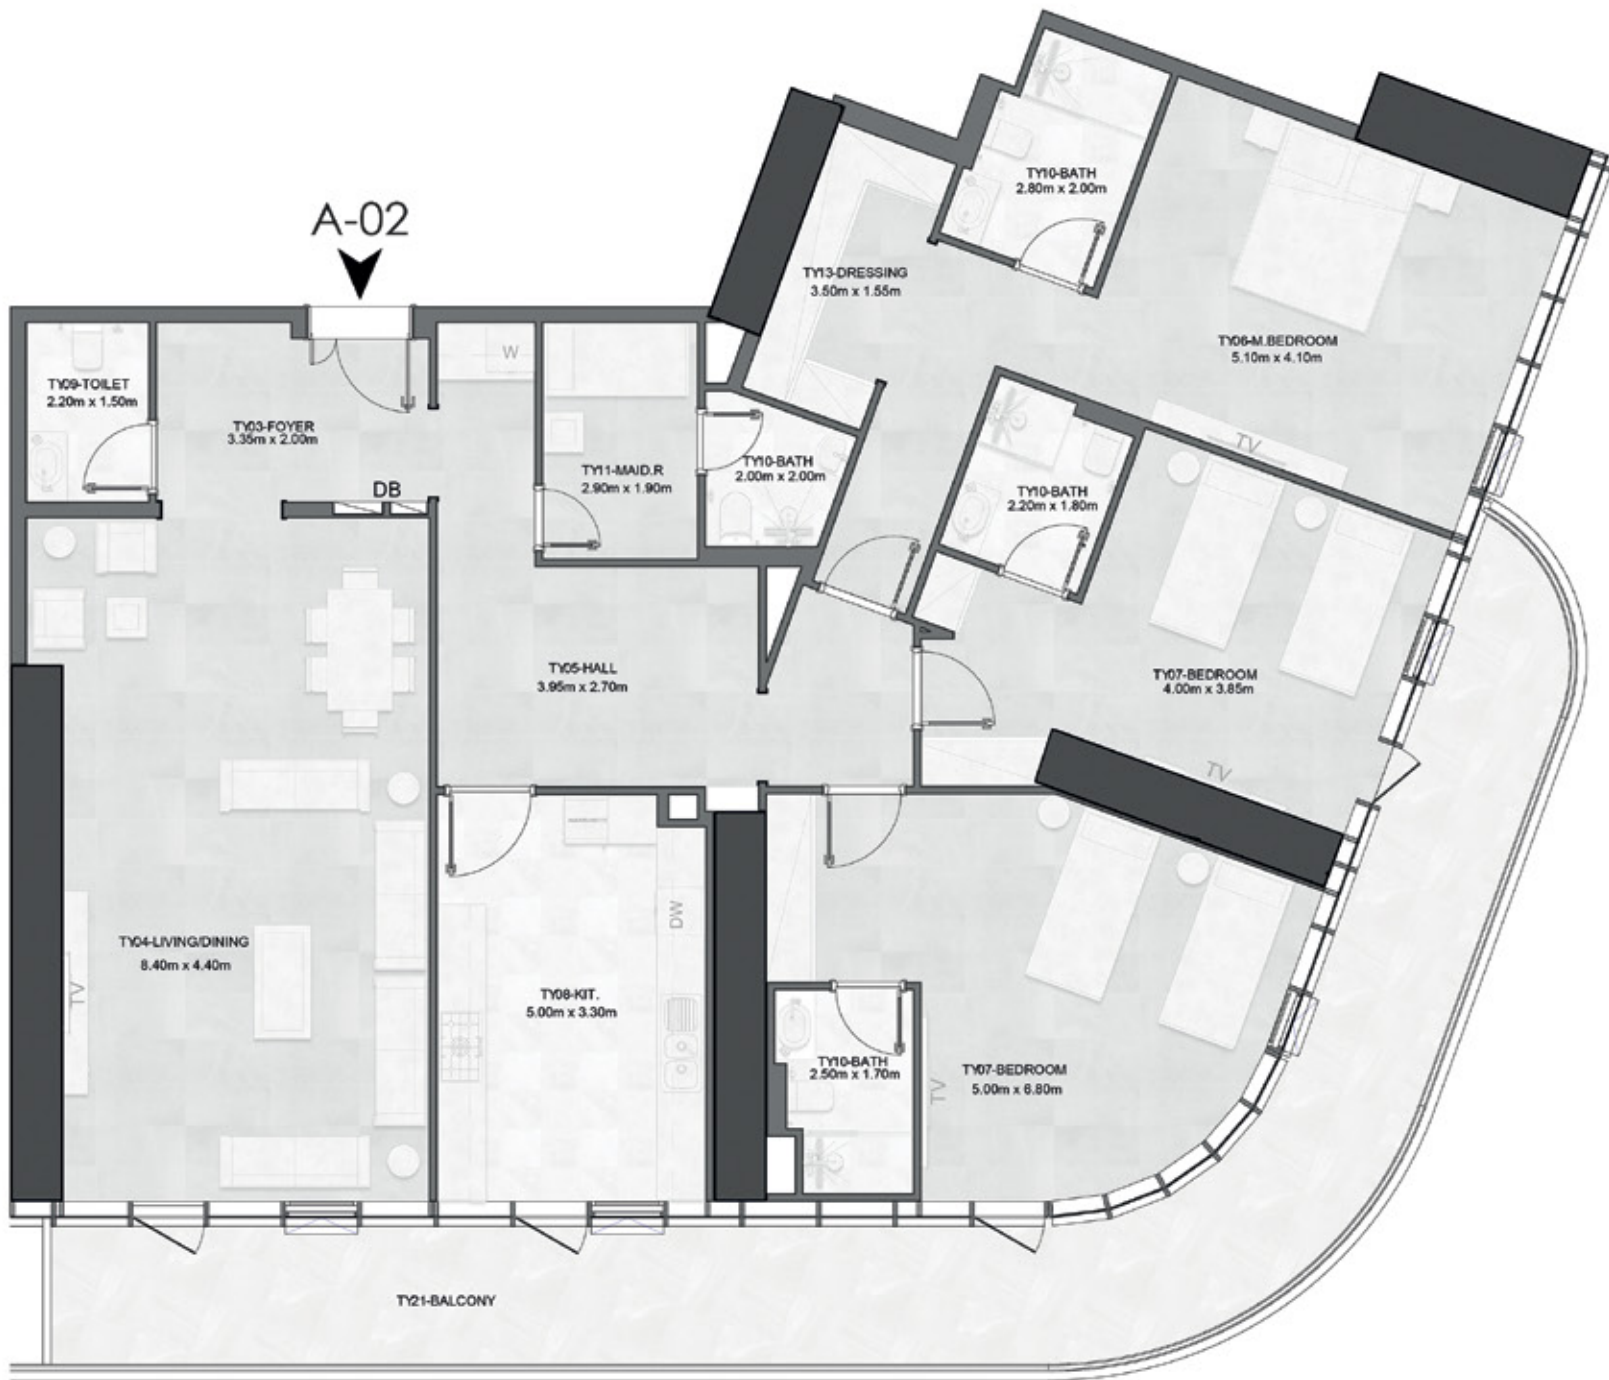 A-02
TY10-BATH
2.80m x 2.00m
TY13-DRESSING
3.50m x 1.55m
TY06-M.BEDROOM
5.10m x 4.10m
W
TY09-TOILET
2.20m x 1.50m
TY03-FOYER
3.35m x 2.00m
DB
TY11-MAID.R
2.90m x 1.90m
TY10-BATH
2.00m x 2.00m
TV
TY10-BATH
2.20m x 1.80m
TY05-HALL
3.95m x 2.70m
TY07-BEDROOM
4.00m x 3.85m
TV
TY04-LIVING/DINING
8.40m x 4.40m
TV
DW
TY08-KIT.
5.00m x 3.30m
TY10-BATH
2.50m x 1.70m
TV
TY07-BEDROOM
5.00m x 6.80m
TY21-BALCONY